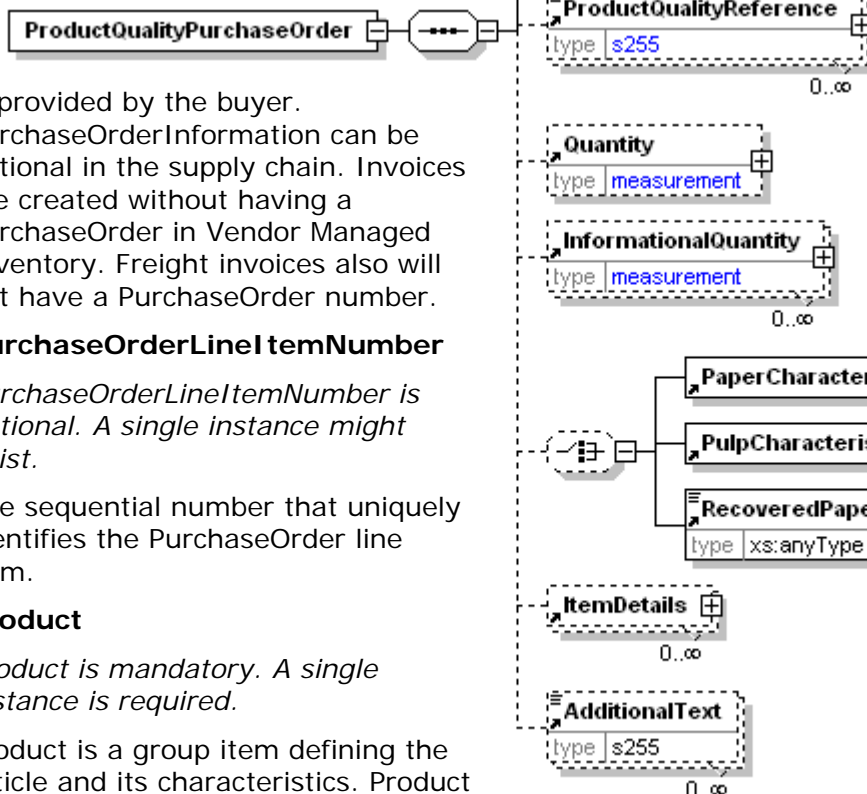 ProductQualityPurchaseOrder
provided by the buyer.
rchaseOrderInformation can be
tional in the supply chain. Invoices
e created without having a
rchaseOrder in Vendor Managed
ventory. Freight invoices also will
t have a PurchaseOrder number.
urchaseOrderLineItemNumber
rchaseOrderLineItemNumber is
tional. A single instance might
ist.
e sequential number that uniquely
entifies the PurchaseOrder line
m.
oduct
oduct is mandatory. A single
stance is required.
oduct is a group item defining the
ticle and its characteristics. Product
ProductQualityReference
type s255
0..∞
Quantity
type measurement
InformationalQuantity
type measurement
0..∞
PaperCharacter
PulpCharacteris
RecoveredPape
type xs:anyType
ItemDetails
0..∞
AdditionalText
type s255
0..∞